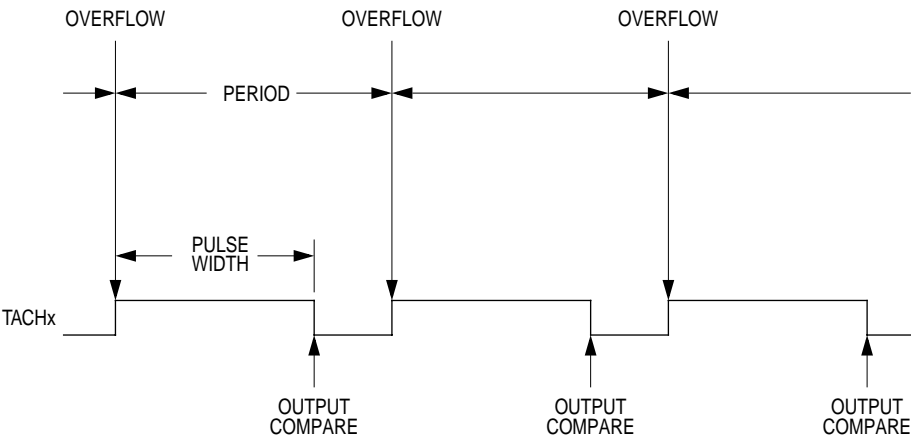 OVERFLOW
OVERFLOW
OVERFLOW
PERIOD
PULSE
WIDTH
TACHx
OUTPUT
COMPARE
OUTPUT
COMPARE
OUTPUT
COMPARE